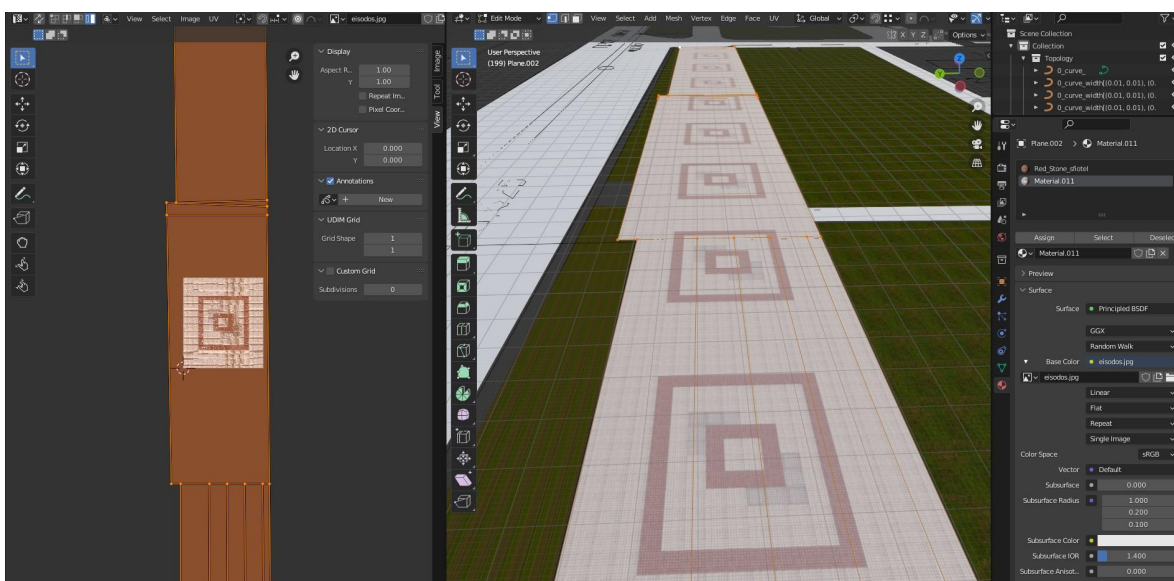 View Select Image UV
eisodos.jpg
Display
Aspect R... 1.00
Y 1.00
Repeat Im...
Pixel Coor...
2D Cursor
Location X 0.000
Y 0.000
Annotations
New
UDIM Grid
Grid Shape 1
1
Custom Grid
Subdivisions 0
Image
Tool
View
Edit Mode
View Select Add Mesh Vertex Edge Face UV
Global
X Y Z
Options
User Perspective
(199) Plane.002
Z
Y
Scene Collection
Collection
Topology
0_curve_
0_curve_width[(0.01, 0.01), (0.
0_curve_width[(0.01, 0.01), (0.
0_curve_width[(0.01, 0.01), (0.
Plane.002 > Material.011
Material.011
Assign Select Deselec
Material.011
Preview
Surface
Surface Principled BSDF
GGX
Random Walk
Base Color eisodos.jpg
eisodos.jpg
Linear
Flat
Repeat
Single Image
Color Space sRGB
Vector Default
Subsurface 0.000
Subsurface Radius 1.000
0.200
0.100
Subsurface Color
Subsurface IOR 1.400
Subsurface Anisot... 0.000